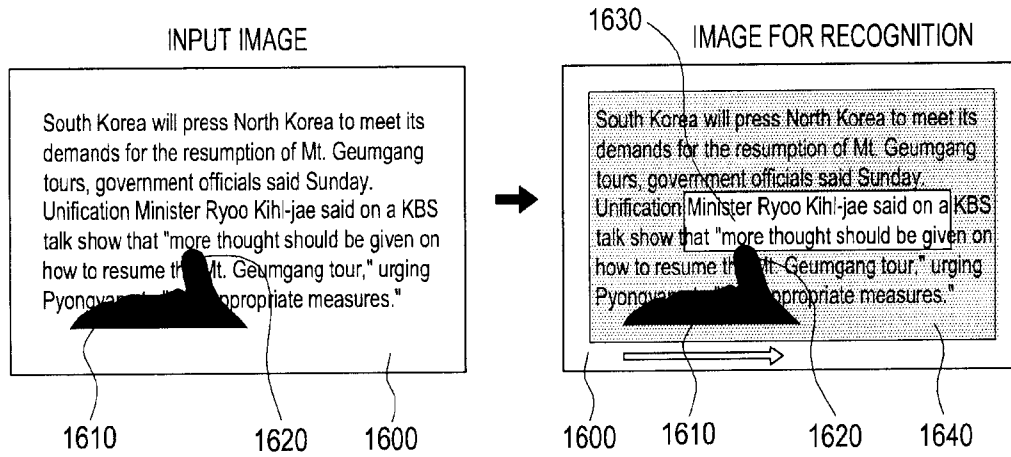 INPUT IMAGE
South Korea will press North Korea to meet its
demands for the resumption of Mt. Geumgang
tours, government officials said Sunday.
Unification Minister Ryoo Kihl-jae said on a KBS
talk show that "more thought should be given on
how to resume th Mt. Geumgang tour," urging
measures."
1610
1620
1600
1630
IMAGE FOR RECOGNITION
South Korea will press North Korea to meet its
demands for the resumption of Mt. Geumgang
tours, government officials said Sunday.
Unification Minister Ryoo Kihl-jae said on a KBS
talk show that "more thought should be given on
how to resume th Mt. Geumgang tour," urging
measures."
1600
1610
1620
1640